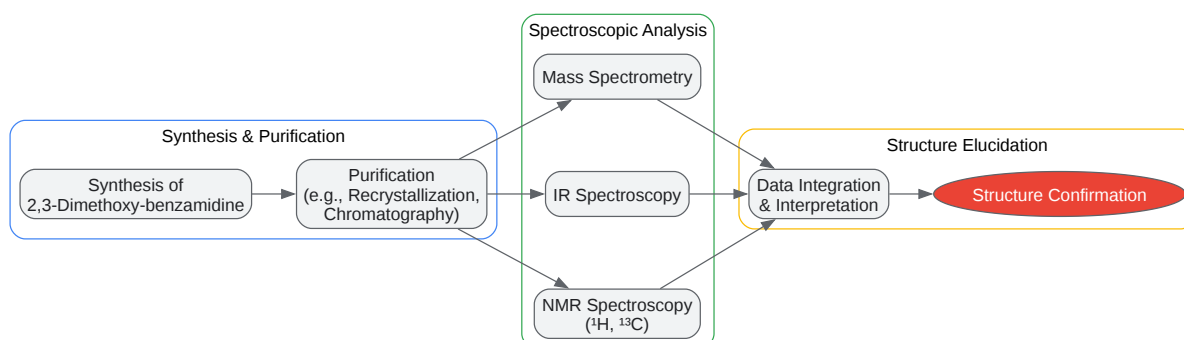 Synthesis & Purification
Synthesis of
2,3-Dimethoxy-benzamidine
Purification
(e.g., Recrystallization,
Chromatography)
Spectroscopic Analysis
Mass Spectrometry
IR Spectroscopy
NMR Spectroscopy
(¹H, ¹³C)
Structure Elucidation
Data Integration
& Interpretation
Structure Confirmation